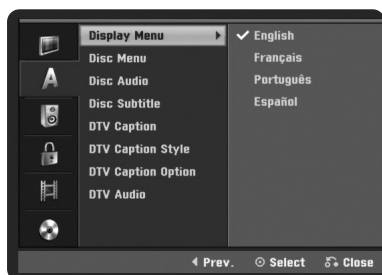 A
Display Menu
Disc Menu
Disc Audio
Disc Subtitle
DTV Caption
DTV Caption Style
DTV Caption Option
DTV Audio
English
Français
Português
Español
Prev.
Select
Close